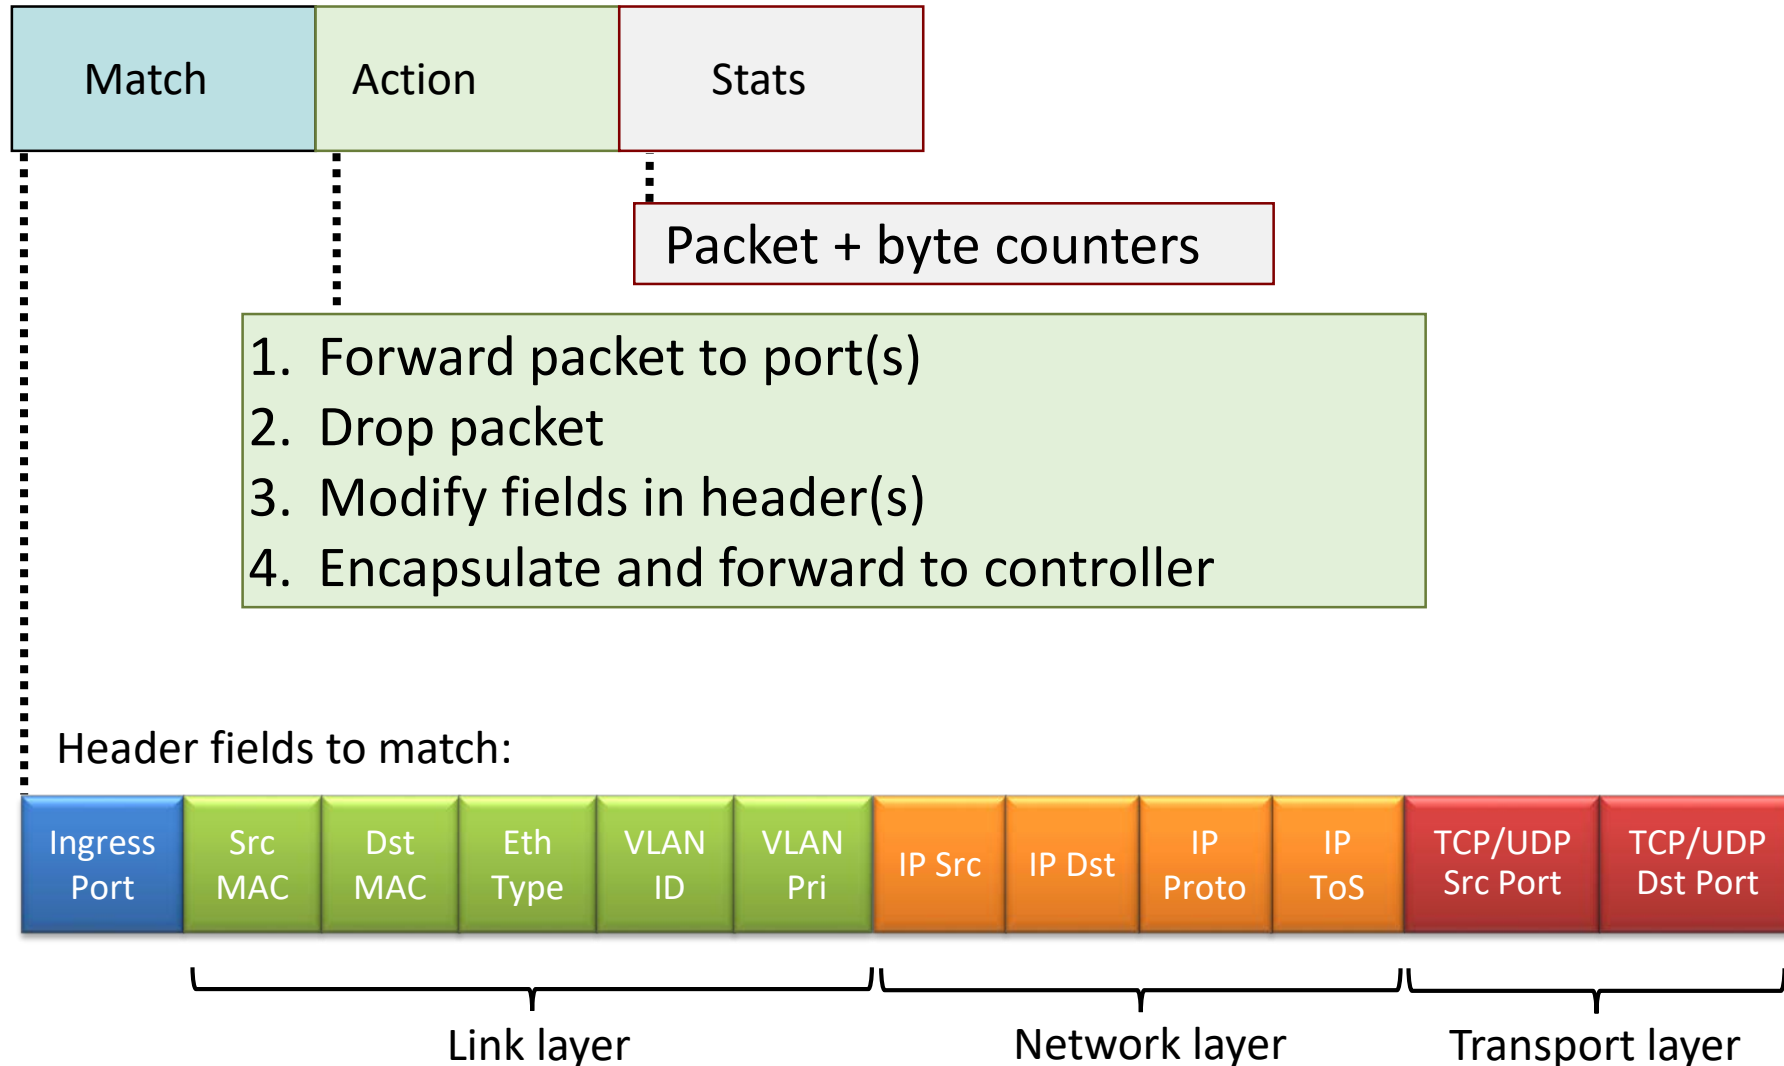 Match
Action
Stats
Packet + byte counters
1. Forward packet to port(s)
2. Drop packet
3. Modify fields in header(s)
4. Encapsulate and forward to controller
Header fields to match:
Ingress
Port
Src
MAC
Dst
MAC
Eth
Type
VLAN
ID
VLAN
Pri
IP Src
IP Dst
IP
Proto
IP
ToS
TCP/UDP
Src Port
TCP/UDP
Dst Port
Link layer
Network layer
Transport layer